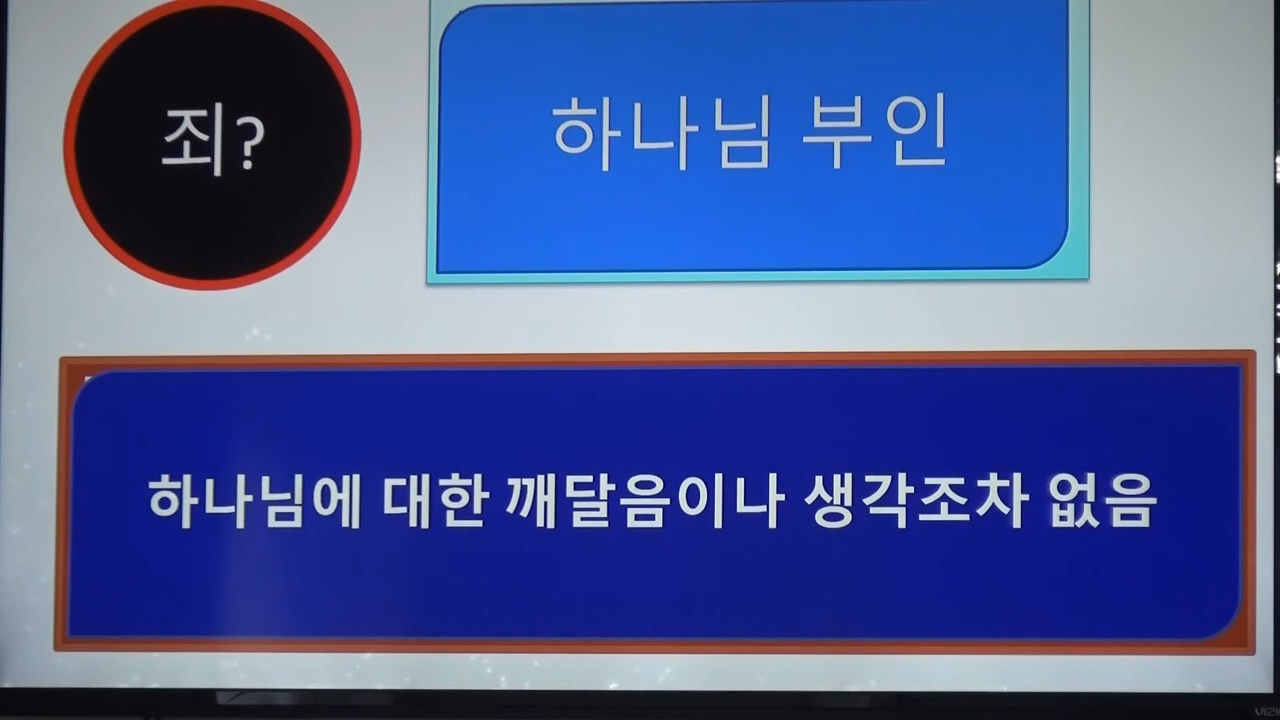 죄?
하나님 부인
하나님에 대한 깨달음이나 생각조차 없음